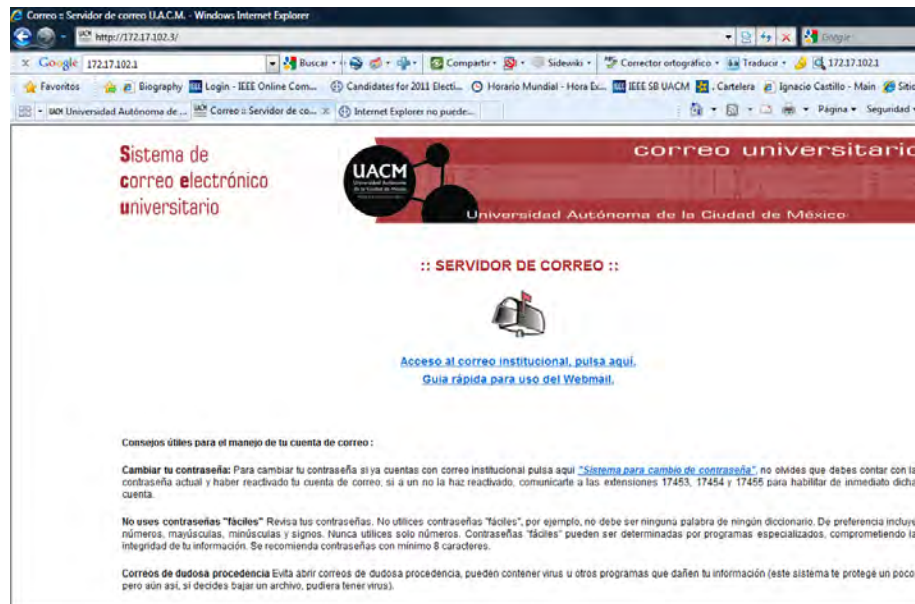 Correo :: Servidor de correo U.A.C.M. - Windows Internet Explorer
http://172.17.102.3/
Google
Google 172.17.102.1 Buscar Compartir Sidewiki Corrector ortográfico Traducir 172.17.102.1
Favoritos Biography Login - IEEE Online Com... Candidates for 2011 Electi... Horario Mundial - Hora Ex... IEEE SB UACM . Cartelera Ignacio Castillo - Main Sitio
UACM Universidad Autónoma de ... Correo :: Servidor de co... Internet Explorer no puede... Página Seguridad
Sistema de
correo electrónico
universitario
UACM
correo universitario
Universidad Autónoma de la Ciudad de México
:: SERVIDOR DE CORREO ::
Acceso al correo institucional, pulsa aquí.
Guia rápida para uso del Webmail.
Consejos útiles para el manejo de tu cuenta de correo :
Cambiar tu contraseña: Para cambiar tu contraseña si ya cuentas con correo institucional pulsa aqui "Sistema para cambio de contraseña", no olvides que debes contar con la
contraseña actual y haber reactivado tu cuenta de correo, si a un no la haz reactivado, comunicarte a las extensiones 17453, 17454 y 17455 para habilitar de inmediato dicha
cuenta.
No uses contraseñas "fáciles" Revisa tus contraseñas. No utilices contraseñas "fáciles", por ejemplo, no debe ser ninguna palabra de ningún diccionario. De preferencia incluye
números, mayúsculas, minúsculas y signos. Nunca utilices solo números. Contraseñas "fáciles" pueden ser determinadas por programas especializados, comprometiendo la
integridad de tu información. Se recomienda contraseñas con mínimo 8 caracteres.
Correos de dudosa procedencia Evita abrir correos de dudosa procedencia, pueden contener virus u otros programas que dañen tu información (este sistema te protege un poco
pero aún así, si decides bajar un archivo, pudiera tener virus).